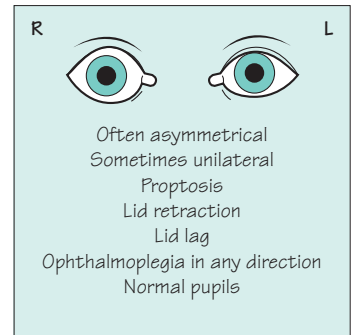 R L
Often asymmetrical
Sometimes unilateral
Proptosis
Lid retraction
Lid lag
Ophthalmoplegia in any direction
Normal pupils